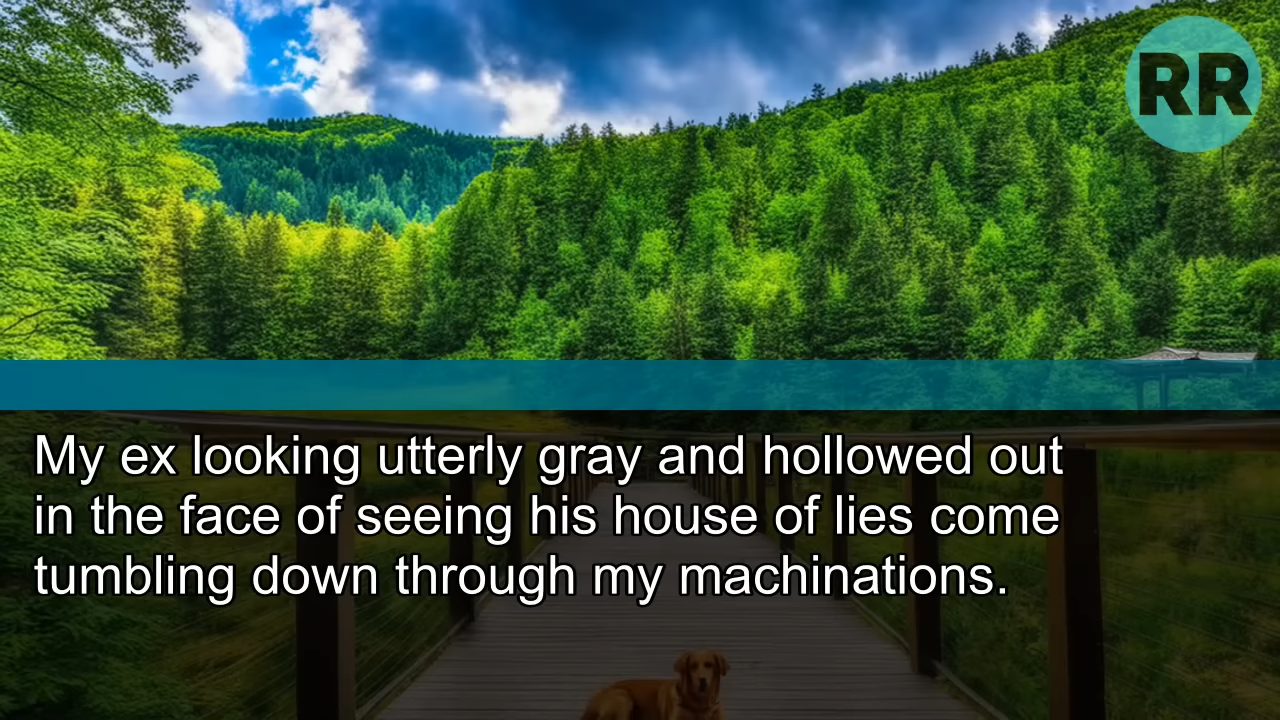 RR
My ex looking utterly gray and hollowed out
in the face of seeing his house of lies come
tumbling down through my machinations.